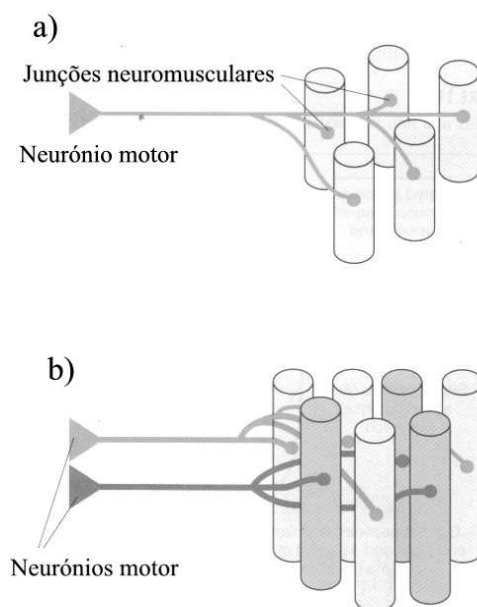 a)
Junções neuromusculares
Neurónio motor
b)
Neurónios motor